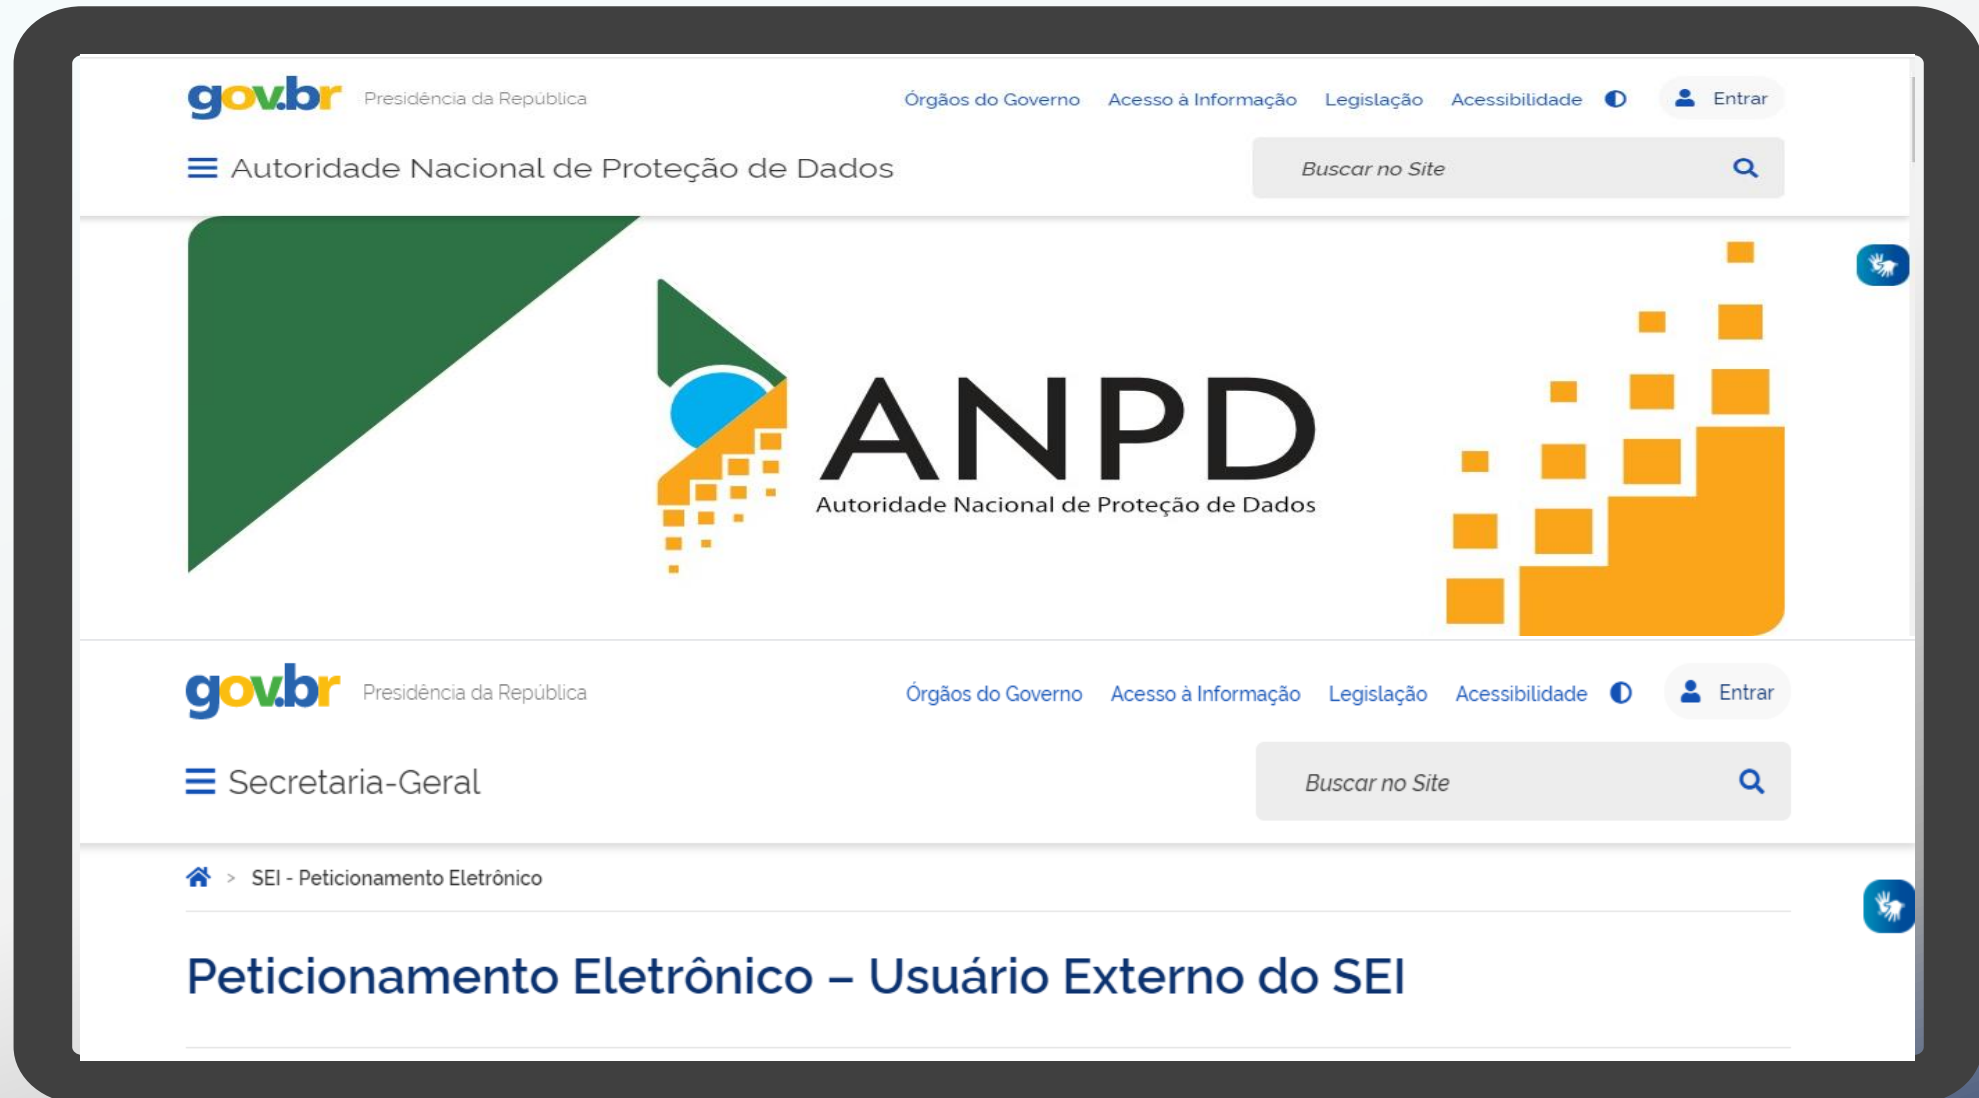 gov.br Presidência da República Órgãos do Governo Acesso à Informação Legislação Acessibilidade Entrar
Autoridade Nacional de Proteção de Dados Buscar no Site
ANPD
Autoridade Nacional de Proteção de Dados
gov.br Presidência da República Órgãos do Governo Acesso à Informação Legislação Acessibilidade Entrar
Secretaria-Geral Buscar no Site
> SEI - Peticionamento Eletrônico
Peticionamento Eletrônico – Usuário Externo do SEI